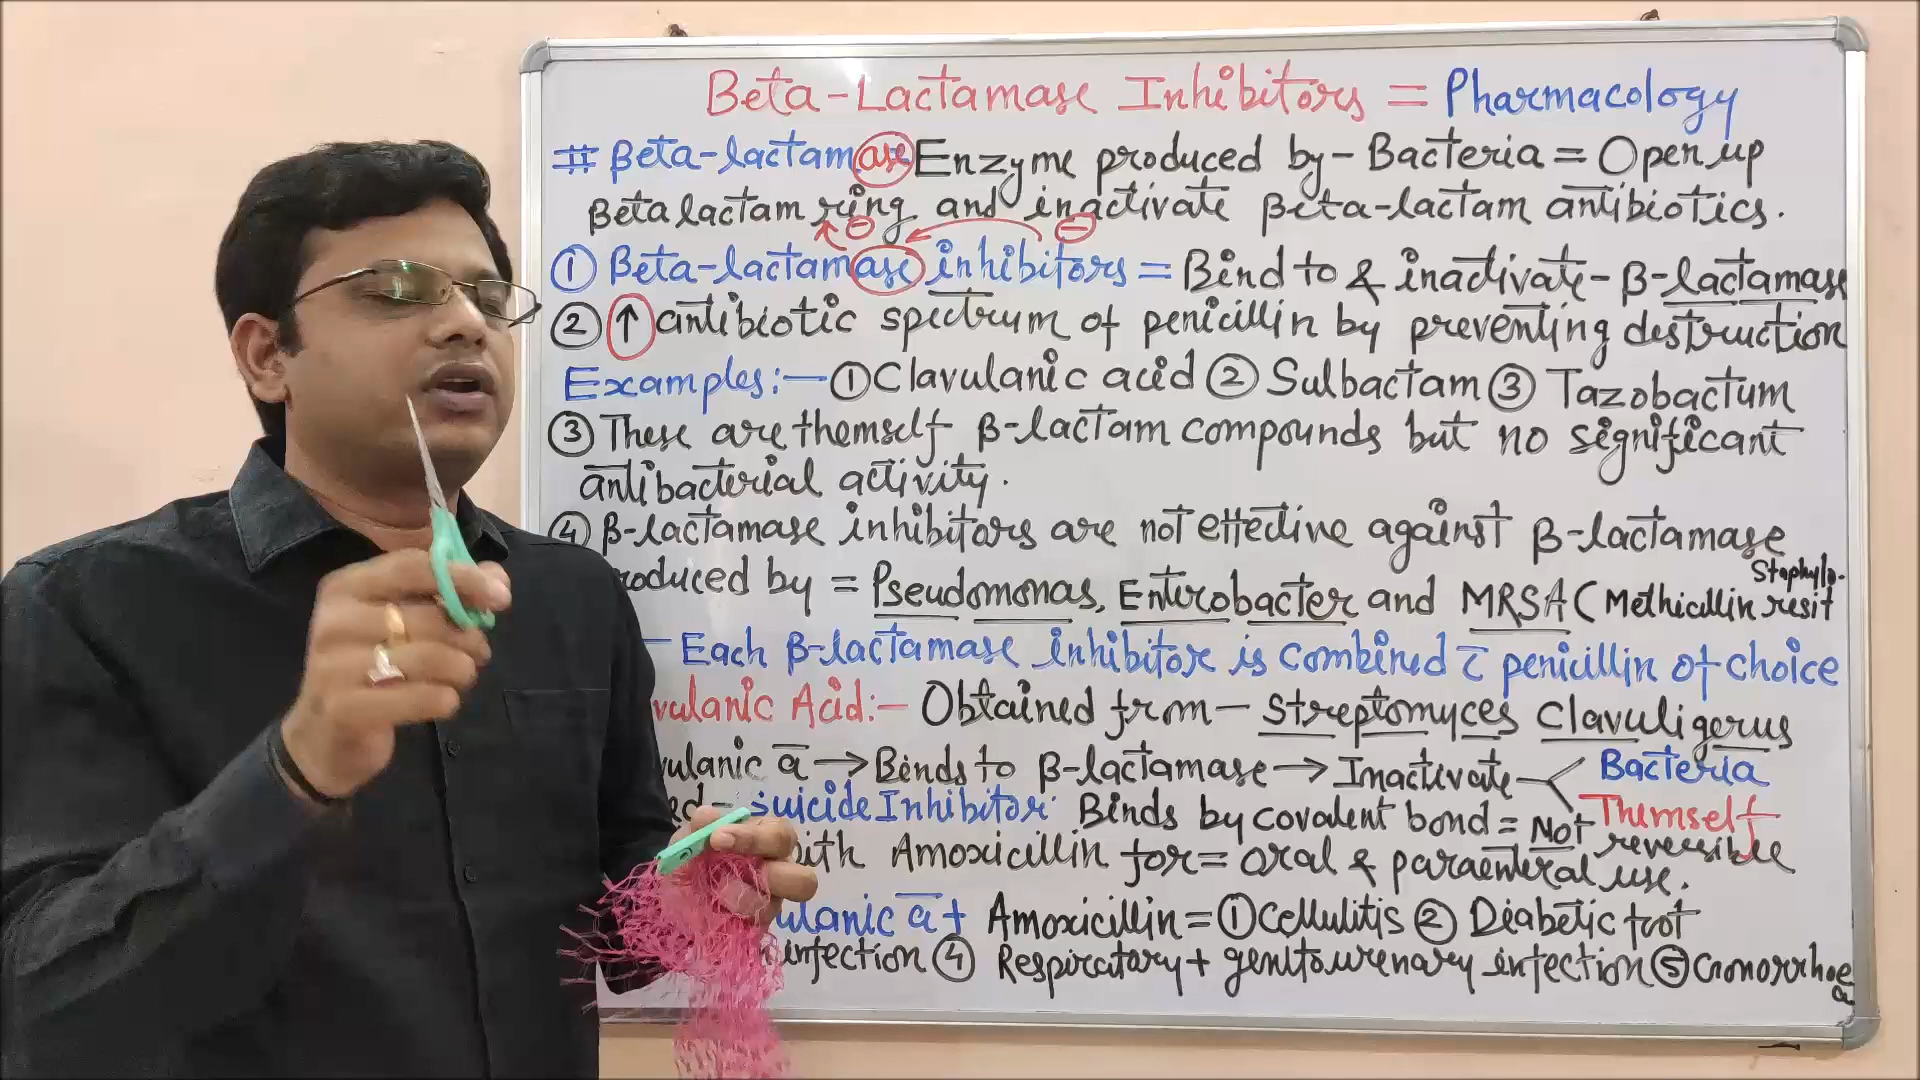 Beta-Lactamase Inhibitors = Pharmacology
# Beta-lactamase Enzyme produced by - Bacteria = Open up
Beta lactam ring and inactivate Beta-lactam antibiotics.
① Beta-lactamase inhibitors = Bind to & inactivate - β-lactamase
② ↑ antibiotic spectrum of penicillin by preventing destruction
Examples:- ① Clavulanic acid ② Sulbactam ③ Tazobactum
③ These are themself β-lactam compounds but no significant
antibacterial activity.
④ β-lactamase inhibitors are not effective against β-lactamase
roduced by = Pseudomonas, Enterobacter and MRSA (Methicillin resit
Staphylo.
- Each β-lactamase inhibitor is combined c̄ penicillin of choice
vulanic Acid:- Obtained from - Streptomyces Clavuligerus
vulanic ā → Binds to β-lactamase → Inactivate
Bacteria
Themself
ed - Suicide Inhibitor: Binds by covalent bond = Not reversible
ith Amoxicillin for = oral & paraenteral use.
ulanic ā + Amoxicillin = ① Cellulitis ② Diabetic foot
infection ④ Respiratory + genitourenary infection ⑤ Gonorrhoea